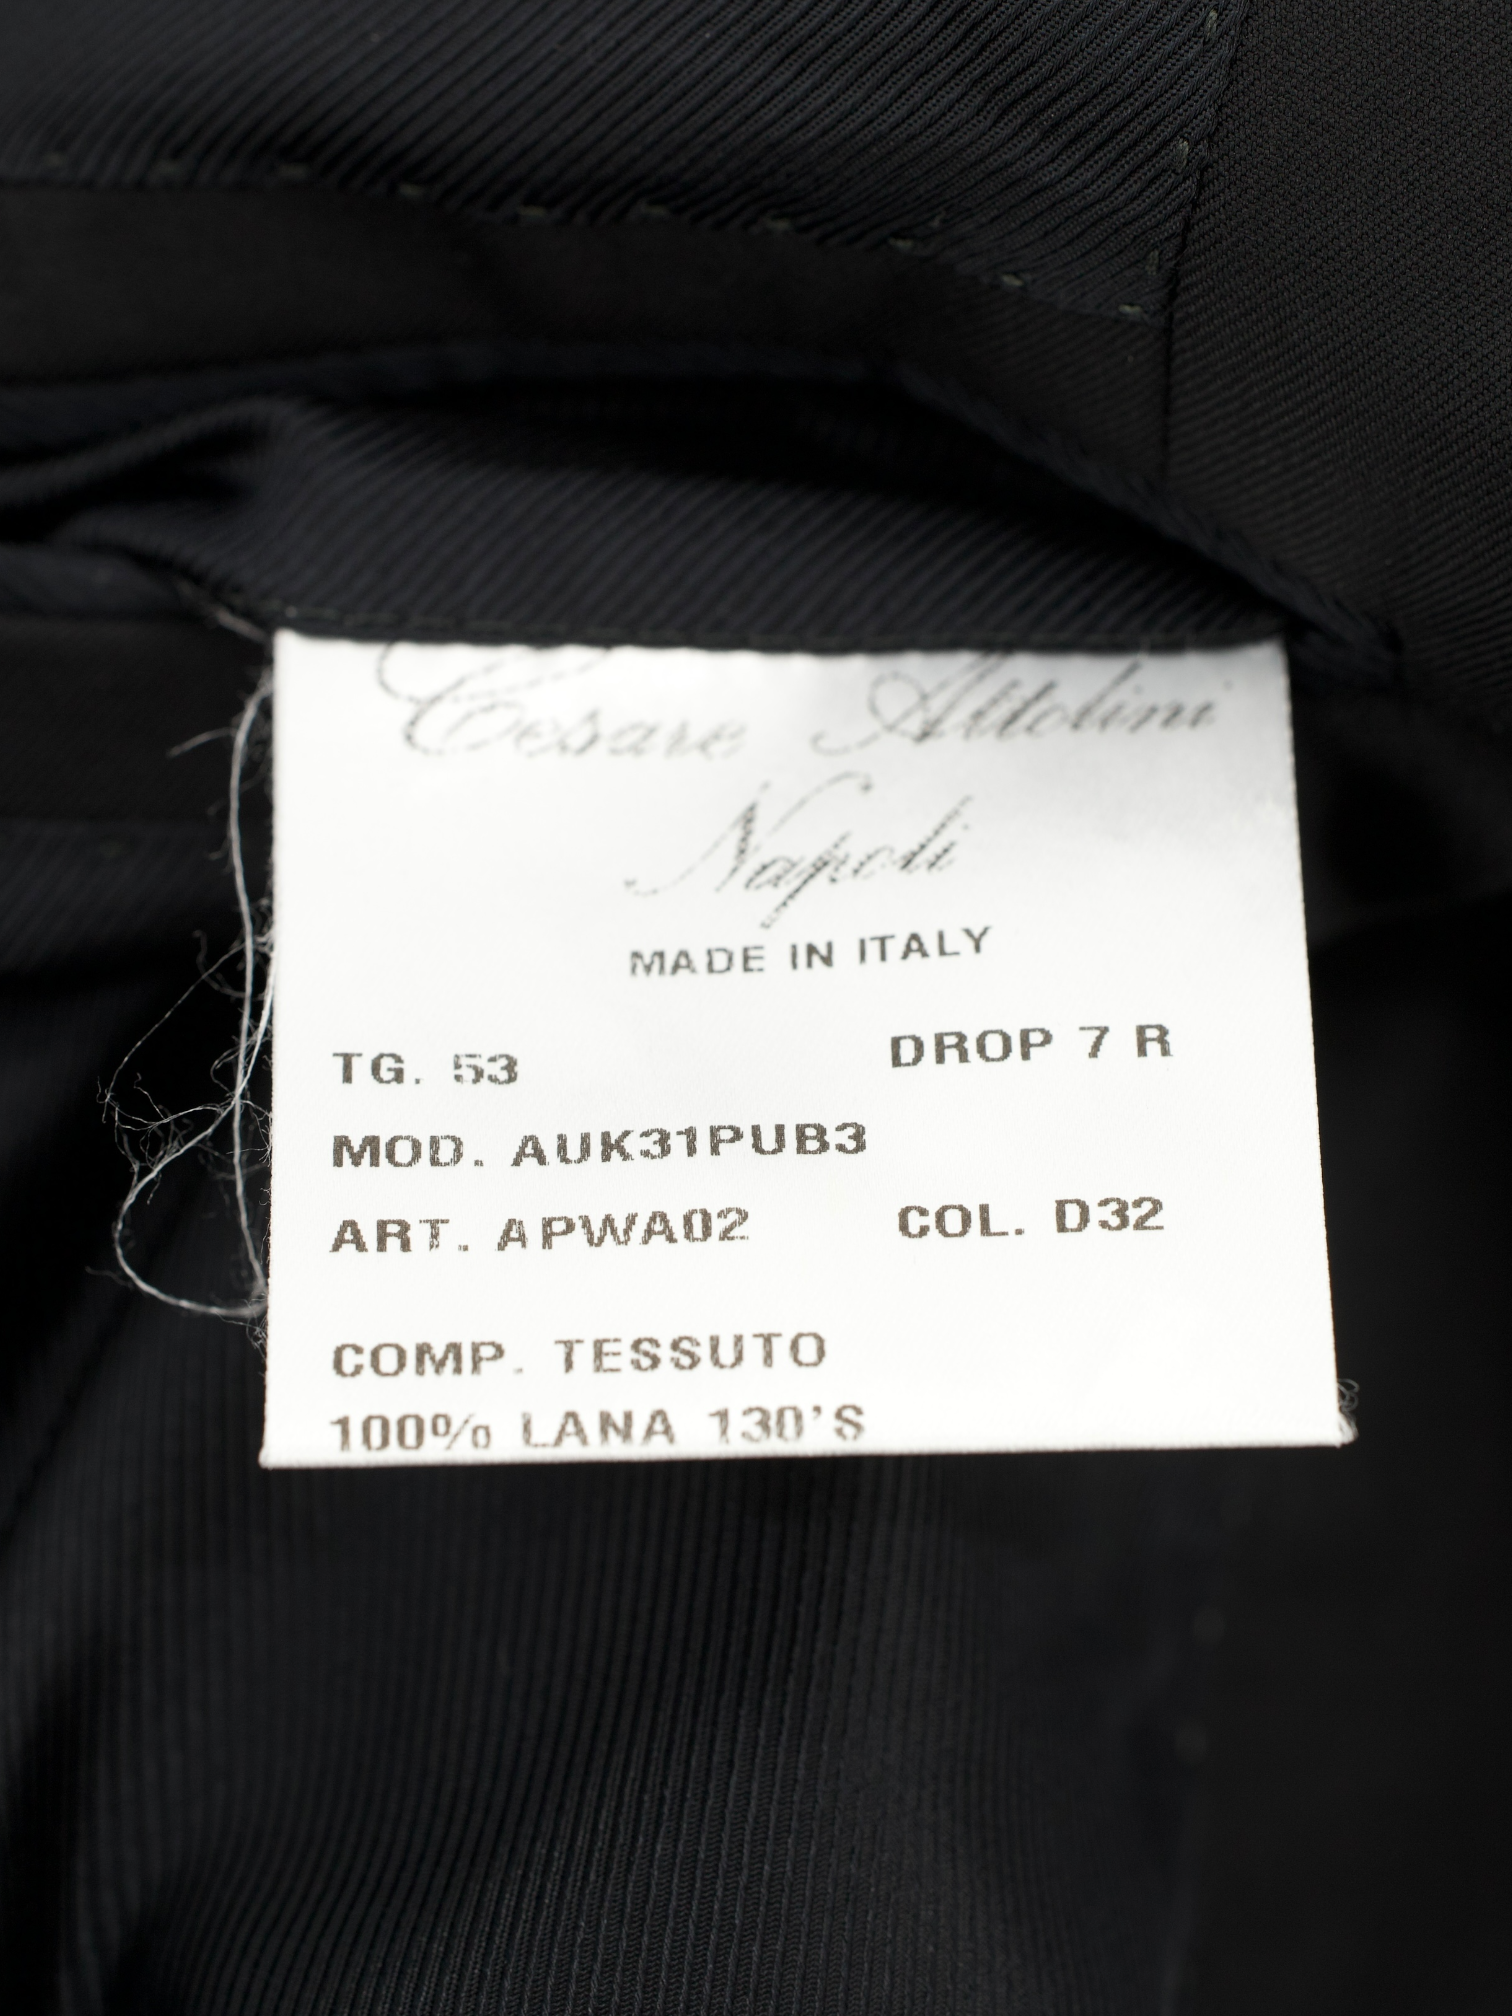 Cesare Attolini
Napoli
MADE IN ITALY
TG. 53 DROP 7 R
MOD. AUK31PUB3
ART. APWA02 COL. D32
COMP. TESSUTO
100% LANA 130'S